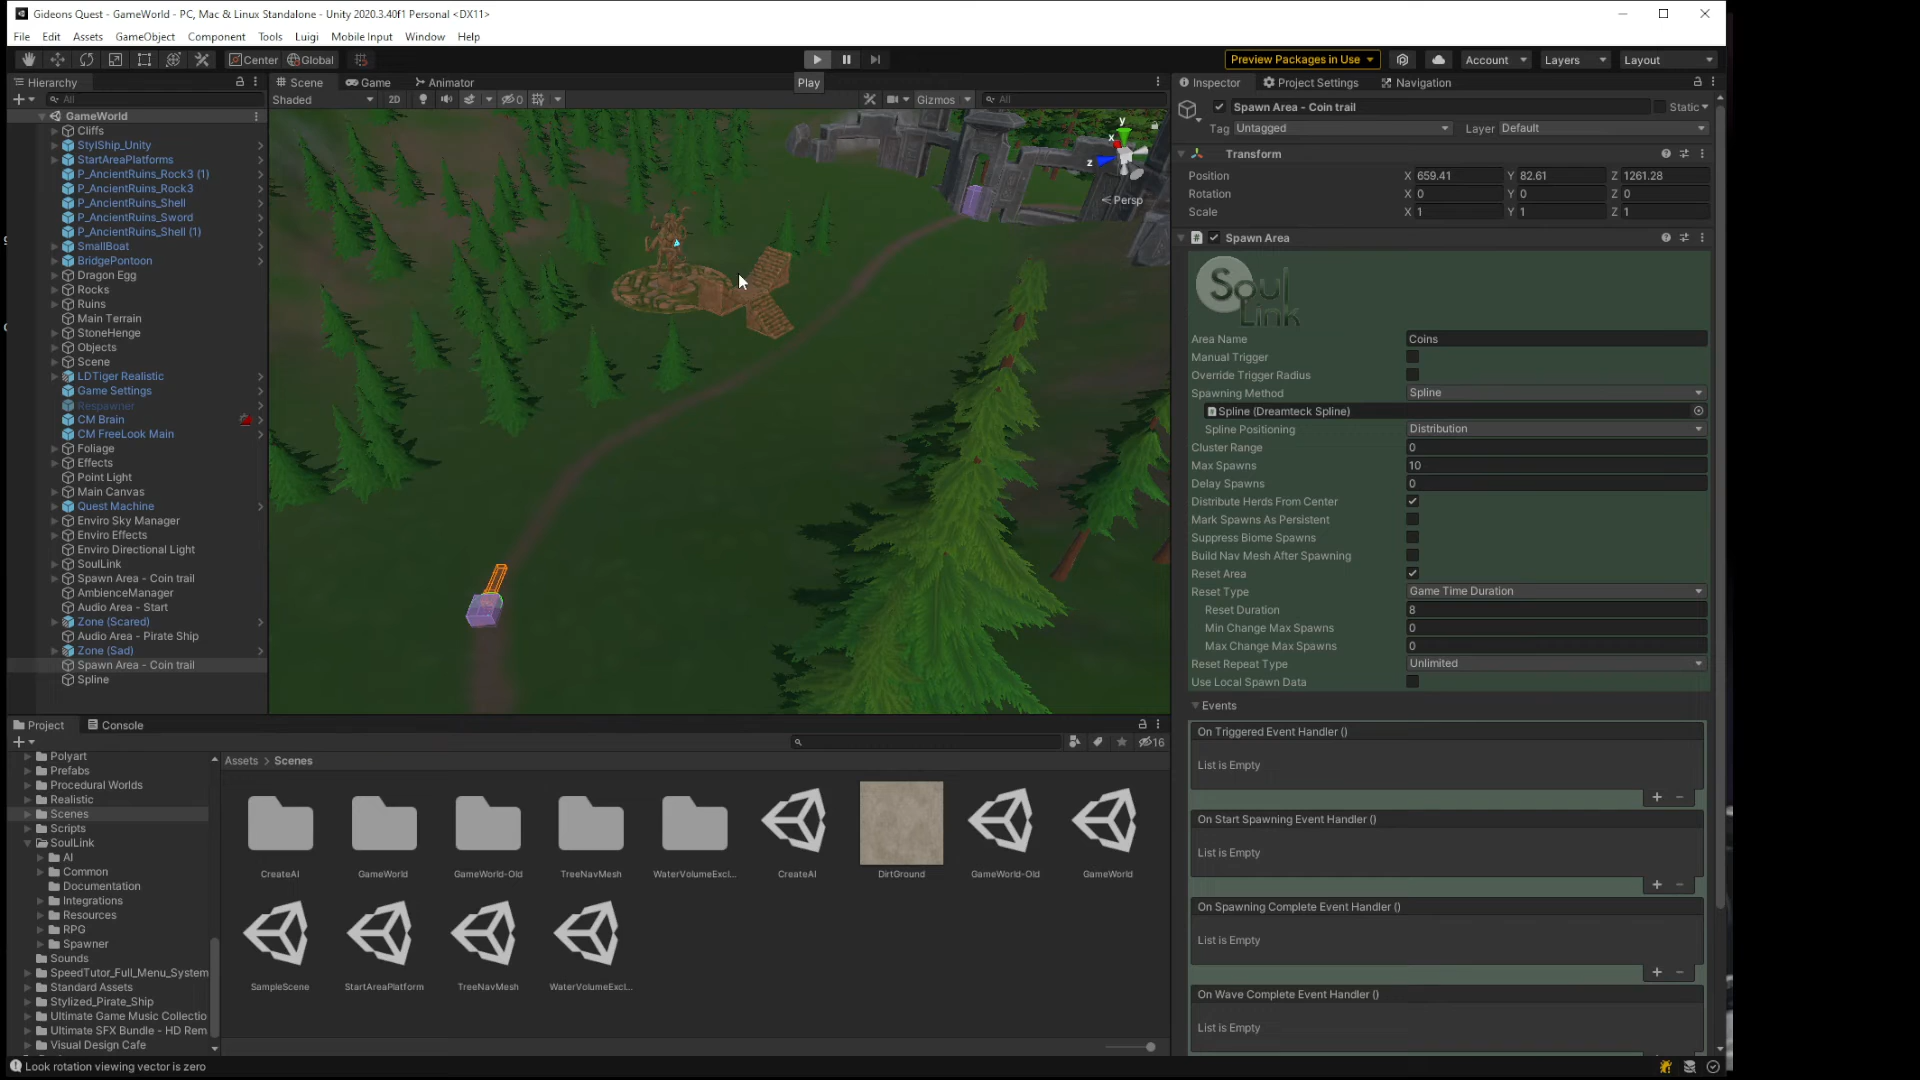 Gideons Quest - GameWorld - PC, Mac & Linux Standalone - Unity 2020.3.40f1 Personal <DX11>
File Edit Assets GameObject Component Tools Luigi Mobile Input Window Help
Center Global Preview Packages in Use Account Layers Layout
Hierarchy Scene Game Animator Play Inspector Project Settings Navigation
All Shaded 2D 0 Gizmos All
Spawn Area - Coin trail Static
Tag Untagged Layer Default
Transform
Position X 659.41 Y 82.61 Z 1261.28
Rotation X 0 Y 0 Z 0
Scale X 1 Y 1 Z 1
Spawn Area
Soul Link
Area Name Coins
Manual Trigger
Override Trigger Radius
Spawning Method Spline
Spline (Dreamteck Spline)
Spline Positioning Distribution
Cluster Range 0
Max Spawns 10
Delay Spawns 0
Distribute Herds From Center
Mark Spawns As Persistent
Suppress Biome Spawns
Build Nav Mesh After Spawning
Reset Area
Reset Type Game Time Duration
Reset Duration 8
Min Change Max Spawns 0
Max Change Max Spawns 0
Reset Repeat Type Unlimited
Use Local Spawn Data
Events
On Triggered Event Handler ()
List is Empty
On Start Spawning Event Handler ()
List is Empty
On Spawning Complete Event Handler ()
List is Empty
On Wave Complete Event Handler ()
List is Empty
GameWorld
Cliffs
StylShip_Unity
StartAreaPlatforms
P_AncientRuins_Rock3 (1)
P_AncientRuins_Rock3
P_AncientRuins_Shell
P_AncientRuins_Sword
P_AncientRuins_Shell (1)
SmallBoat
BridgePontoon
Dragon Egg
Rocks
Ruins
Main Terrain
StoneHenge
Objects
Scene
LDTiger Realistic
Game Settings
Respawner
CM Brain
CM FreeLook Main
Foliage
Effects
Point Light
Main Canvas
Quest Machine
Enviro Sky Manager
Enviro Effects
Enviro Directional Light
SoulLink
Spawn Area - Coin trail
AmbienceManager
Audio Area - Start
Zone (Scared)
Audio Area - Pirate Ship
Zone (Sad)
Spawn Area - Coin trail
Spline
y
x
z
Persp
Project Console
16
Polyart
Prefabs
Procedural Worlds
Realistic
Scenes
Scripts
SoulLink
AI
Common
Documentation
Integrations
Resources
RPG
Spawner
Sounds
SpeedTutor_Full_Menu_System
Standard Assets
Stylized_Pirate_Ship
Ultimate Game Music Collectio
Ultimate SFX Bundle - HD Rem
Visual Design Cafe
Assets > Scenes
CreateAI GameWorld GameWorld-Old TreeNavMesh WaterVolumeExcl... CreateAI DirtGround GameWorld-Old GameWorld
SampleScene StartAreaPlatform TreeNavMesh WaterVolumeExcl...
Look rotation viewing vector is zero